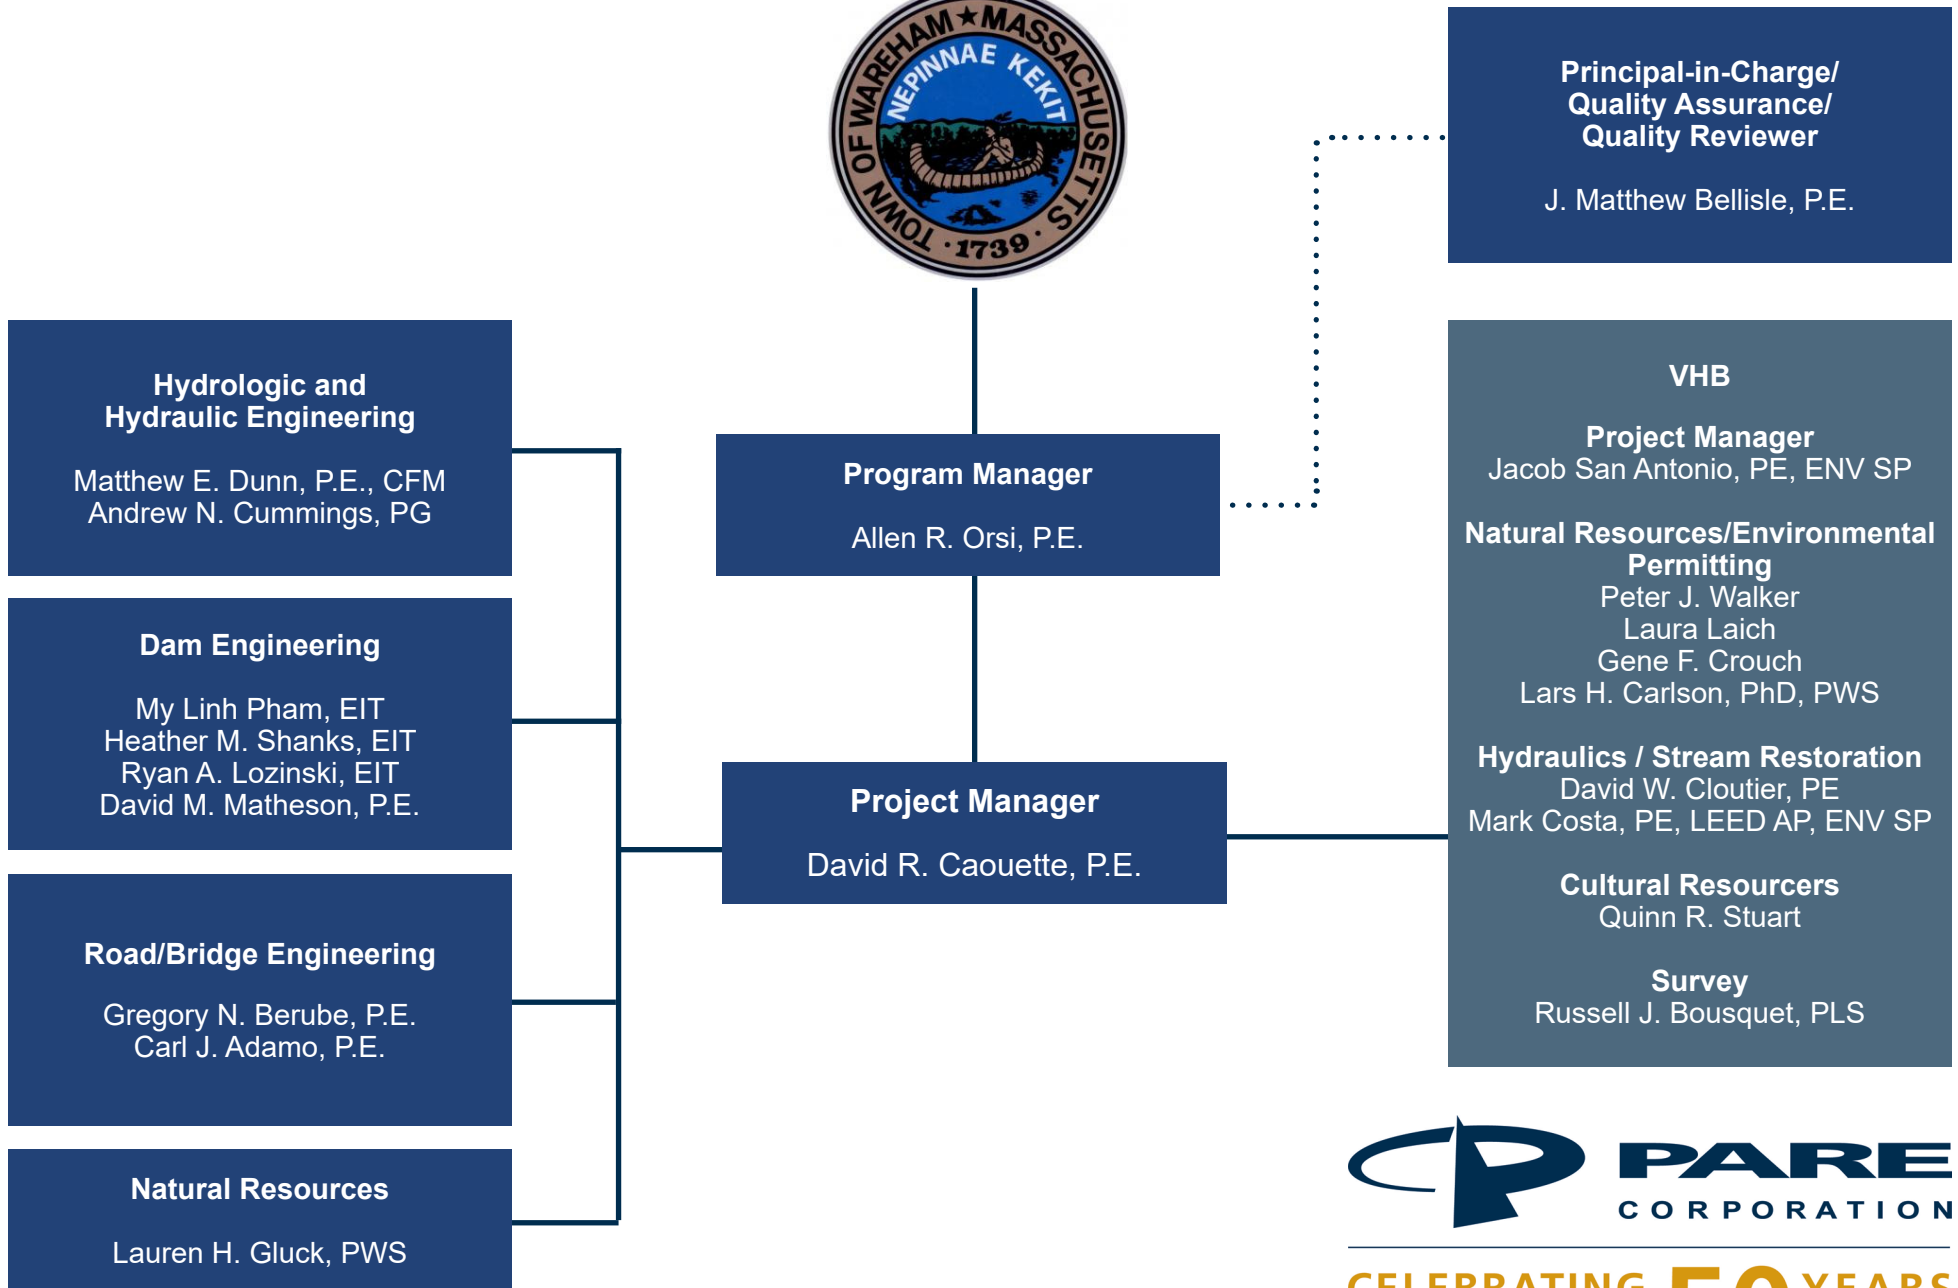 TOWN OF WAREHAM ★ MASSACHUSETTS
NEPINNAE KEKIT
· 1739 ·
Principal-in-Charge/
Quality Assurance/
Quality Reviewer
J. Matthew Bellisle, P.E.
Program Manager
Allen R. Orsi, P.E.
Project Manager
David R. Caouette, P.E.
Hydrologic and
Hydraulic Engineering
Matthew E. Dunn, P.E., CFM
Andrew N. Cummings, PG
Dam Engineering
My Linh Pham, EIT
Heather M. Shanks, EIT
Ryan A. Lozinski, EIT
David M. Matheson, P.E.
Road/Bridge Engineering
Gregory N. Berube, P.E.
Carl J. Adamo, P.E.
Natural Resources
Lauren H. Gluck, PWS
VHB
Project Manager
Jacob San Antonio, PE, ENV SP
Natural Resources/Environmental
Permitting
Peter J. Walker
Laura Laich
Gene F. Crouch
Lars H. Carlson, PhD, PWS
Hydraulics / Stream Restoration
David W. Cloutier, PE
Mark Costa, PE, LEED AP, ENV SP
Cultural Resourcers
Quinn R. Stuart
Survey
Russell J. Bousquet, PLS
PARE
CORPORATION
CELEBRATING 50 YEARS